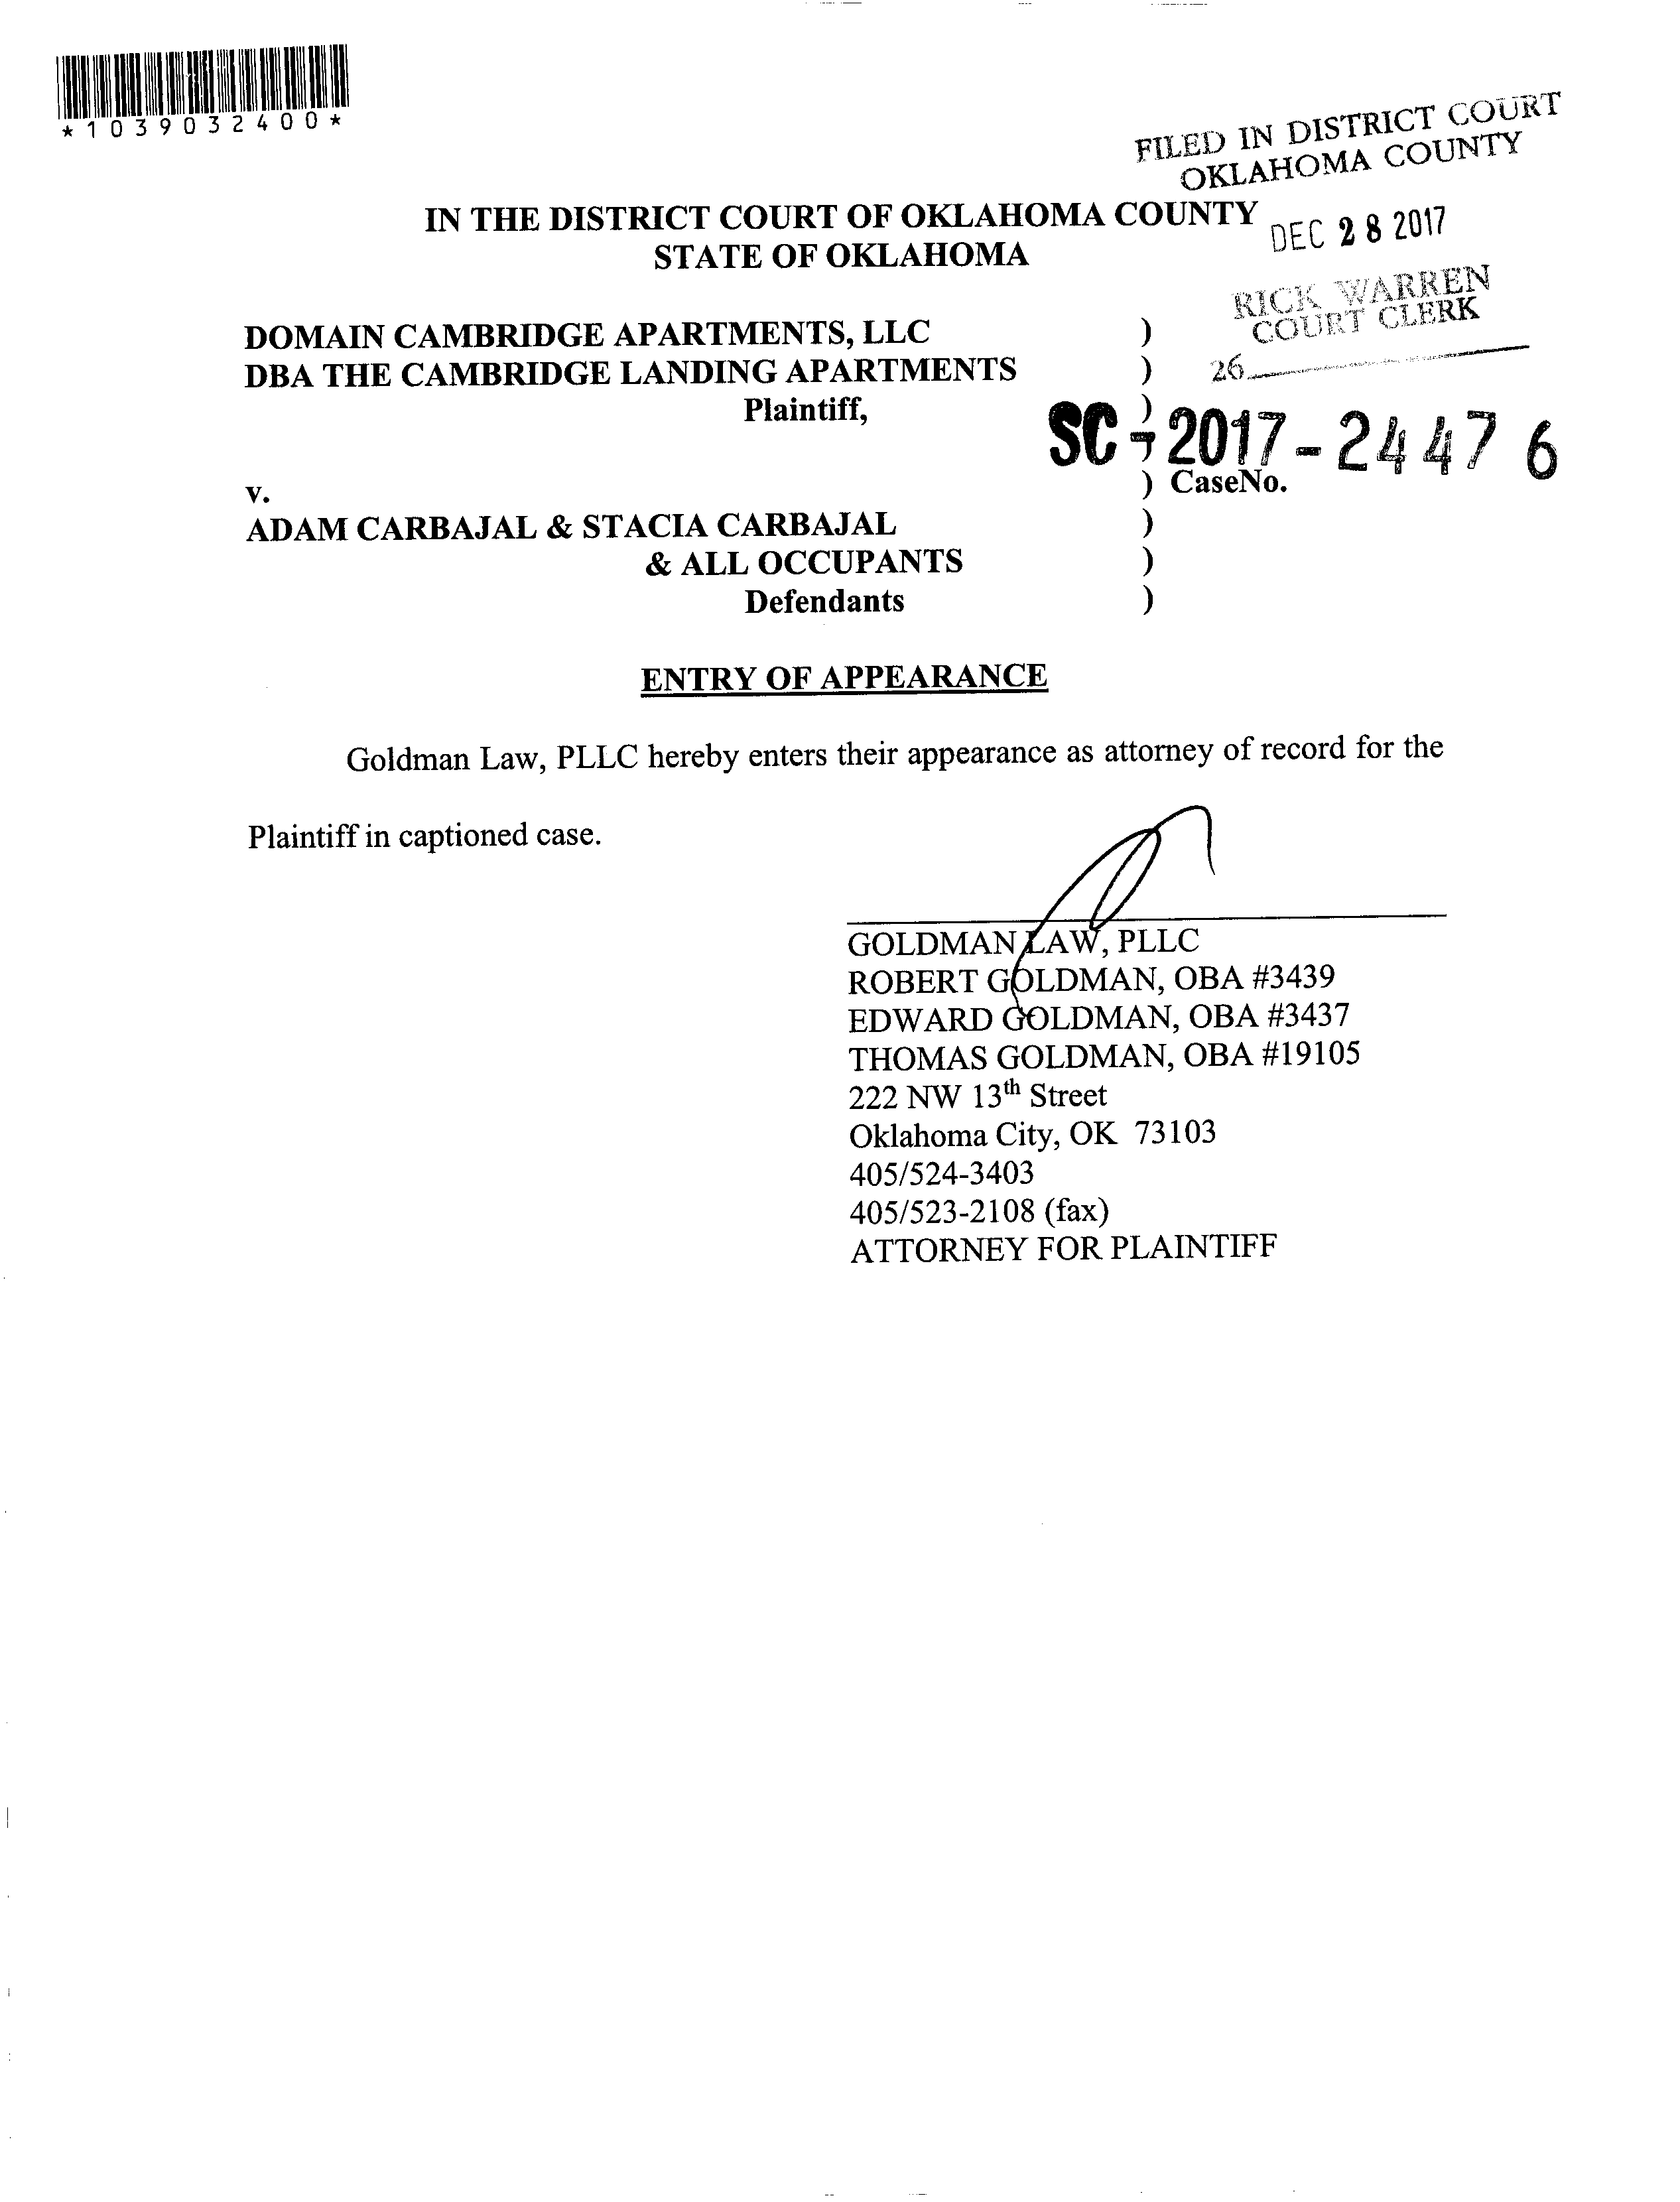 *1039032400*
FILED IN DISTRICT COURT
OKLAHOMA COUNTY
IN THE DISTRICT COURT OF OKLAHOMA COUNTY
STATE OF OKLAHOMA
DEC 28 2017
RICK WARREN
COURT CLERK
26
DOMAIN CAMBRIDGE APARTMENTS, LLC )
DBA THE CAMBRIDGE LANDING APARTMENTS )
Plaintiff, )
SC-2017-24476
)
v. ) CaseNo.
ADAM CARBAJAL & STACIA CARBAJAL )
& ALL OCCUPANTS )
Defendants )
ENTRY OF APPEARANCE
Goldman Law, PLLC hereby enters their appearance as attorney of record for the
Plaintiff in captioned case.
GOLDMAN LAW, PLLC
ROBERT GOLDMAN, OBA #3439
EDWARD GOLDMAN, OBA #3437
THOMAS GOLDMAN, OBA #19105
222 NW 13th Street
Oklahoma City, OK 73103
405/524-3403
405/523-2108 (fax)
ATTORNEY FOR PLAINTIFF